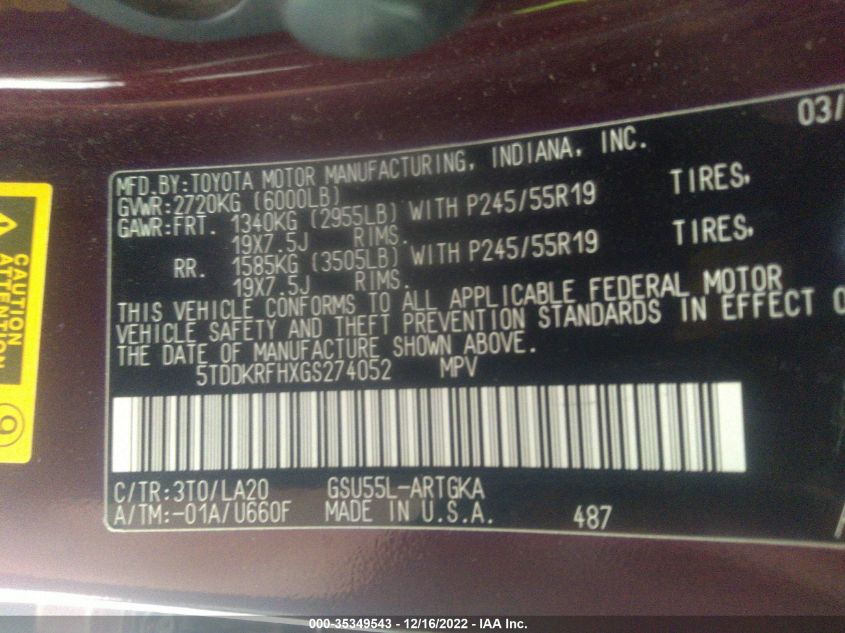 03/
MFD.BY:TOYOTA MOTOR MANUFACTURING, INDIANA, INC.
GVWR:2720KG (6000LB)
GAWR:FRT. 1340KG (2955LB) WITH P245/55R19 TIRES,
19X7.5J RIMS.
RR. 1585KG (3505LB) WITH P245/55R19 TIRES,
19X7.5J RIMS.
THIS VEHICLE CONFORMS TO ALL APPLICABLE FEDERAL MOTOR
VEHICLE SAFETY AND THEFT PREVENTION STANDARDS IN EFFECT O
THE DATE OF MANUFACTURE SHOWN ABOVE.
5TDDKRFHXGS274052 MPV
C/TR:3T0/LA20 GSU55L-ARTGKA
A/TM:-01A/U660F MADE IN U.S.A. 487
CAUTION
ATTENTION
000-35349543 - 12/16/2022 - IAA Inc.